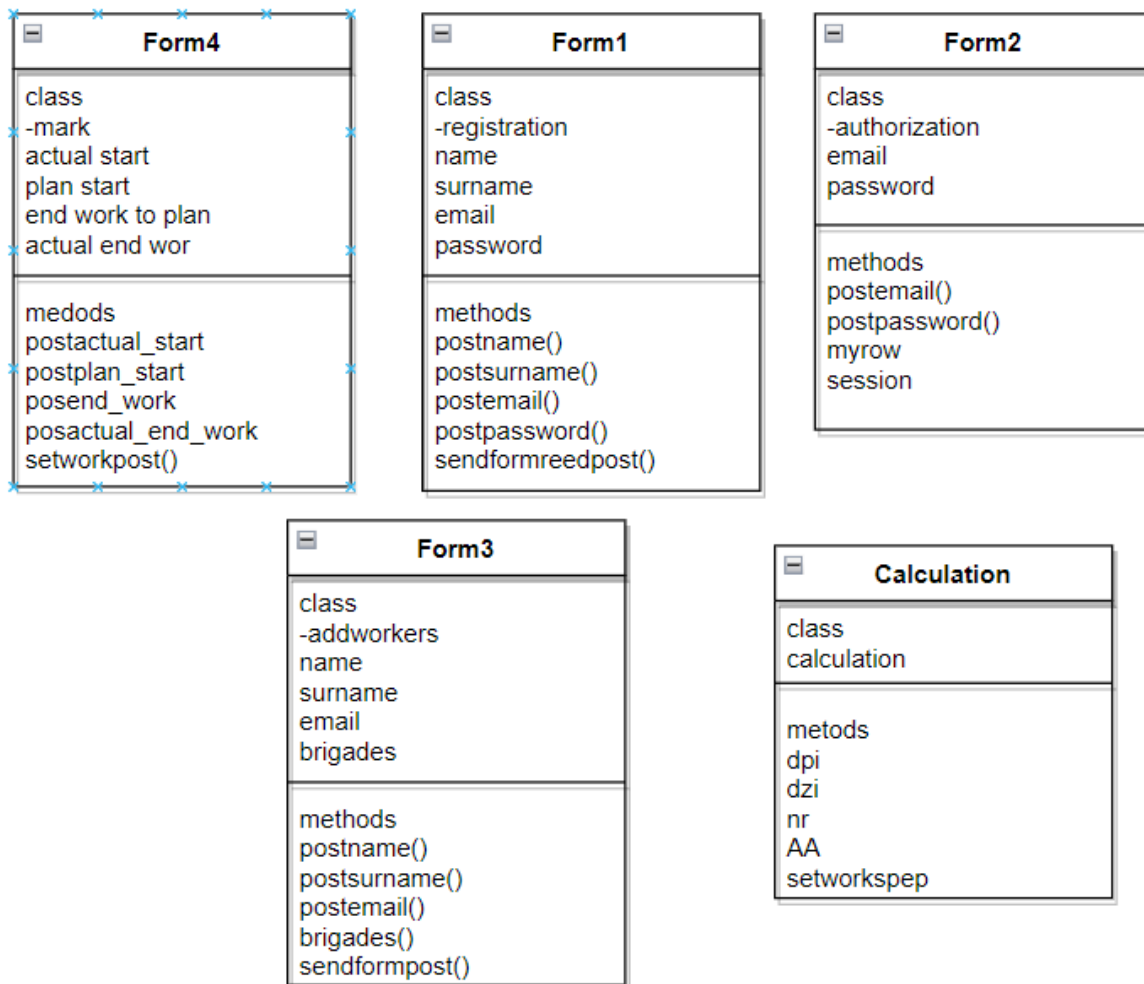 Form4
class
-mark
actual start
plan start
end work to plan
actual end wor
medods
postactual_start
postplan_start
posend_work
posactual_end_work
setworkpost()
Form1
class
-registration
name
surname
email
password
methods
postname()
postsurname()
postemail()
postpassword()
sendformreedpost()
Form2
class
-authorization
email
password
methods
postemail()
postpassword()
myrow
session
Form3
class
-addworkers
name
surname
email
brigades
methods
postname()
postsurname()
postemail()
brigades()
sendformpost()
Calculation
class
calculation
metods
dpi
dzi
nr
AA
setworkspep